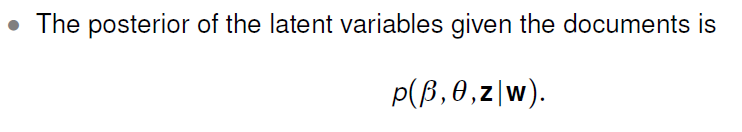 • The posterior of the latent variables given the documents is
p(β, θ, z | w).